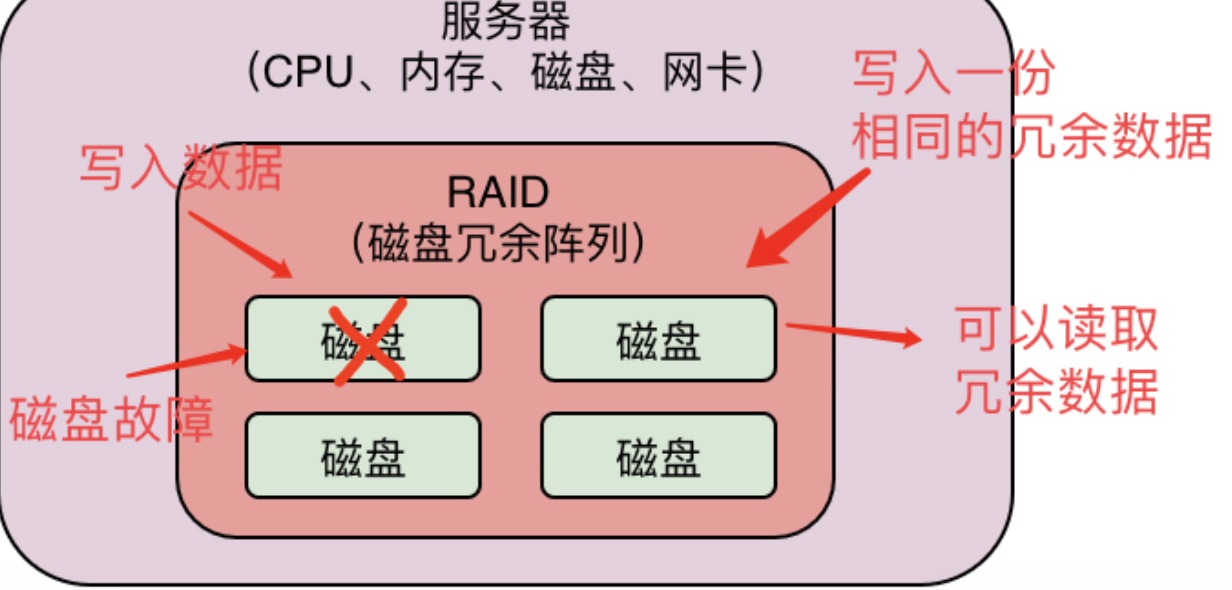 服务器
（CPU、内存、磁盘、网卡）
写入一份
相同的冗余数据
写入数据
RAID
（磁盘冗余阵列）
磁盘
磁盘
可以读取
冗余数据
磁盘故障
磁盘
磁盘